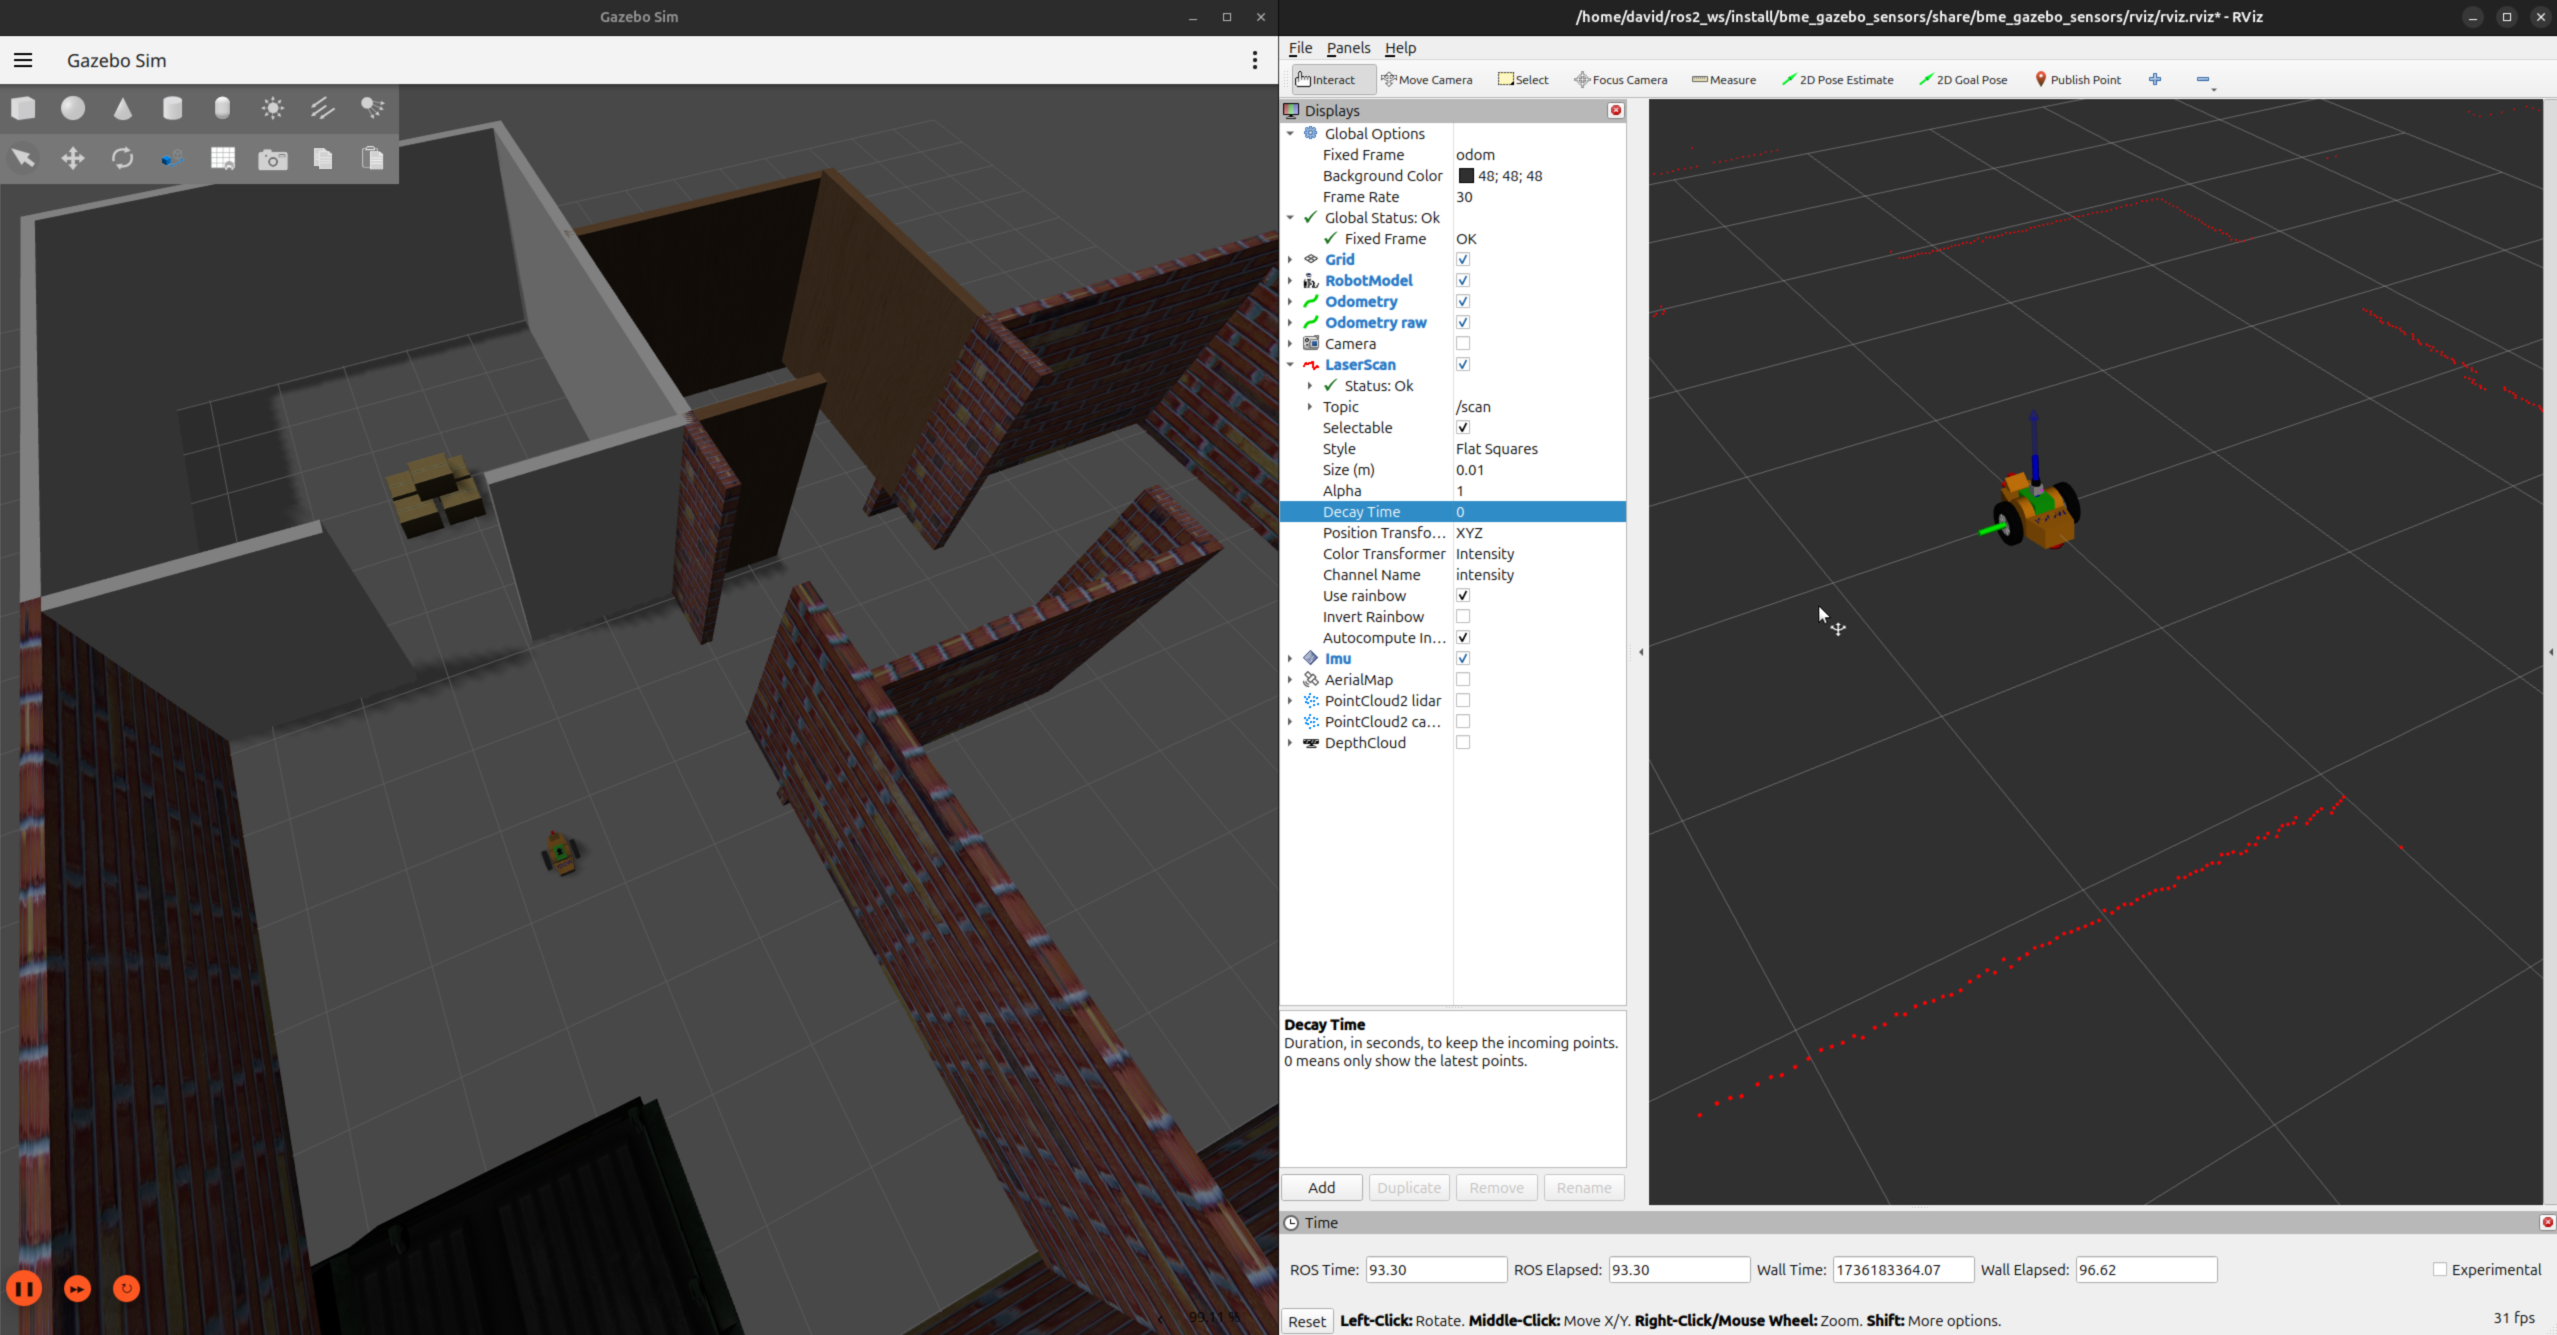 Gazebo Sim
Gazebo Sim
99.11 %
/home/david/ros2_ws/install/bme_gazebo_sensors/share/bme_gazebo_sensors/rviz/rviz.rviz* - RViz
File Panels Help
Interact Move Camera Select Focus Camera Measure 2D Pose Estimate 2D Goal Pose Publish Point
Displays
Global Options
Fixed Frame odom
Background Color 48; 48; 48
Frame Rate 30
Global Status: Ok
Fixed Frame OK
Grid
RobotModel
Odometry
Odometry raw
Camera
LaserScan
Status: Ok
Topic /scan
Selectable
Style Flat Squares
Size (m) 0.01
Alpha 1
Decay Time 0
Position Transfo... XYZ
Color Transformer Intensity
Channel Name intensity
Use rainbow
Invert Rainbow
Autocompute In...
Imu
AerialMap
PointCloud2 lidar
PointCloud2 ca...
DepthCloud
Decay Time
Duration, in seconds, to keep the incoming points.
0 means only show the latest points.
Add Duplicate Remove Rename
Time
ROS Time: 93.30 ROS Elapsed: 93.30 Wall Time: 1736183364.07 Wall Elapsed: 96.62 Experimental
Reset Left-Click: Rotate. Middle-Click: Move X/Y. Right-Click/Mouse Wheel: Zoom. Shift: More options. 31 fps